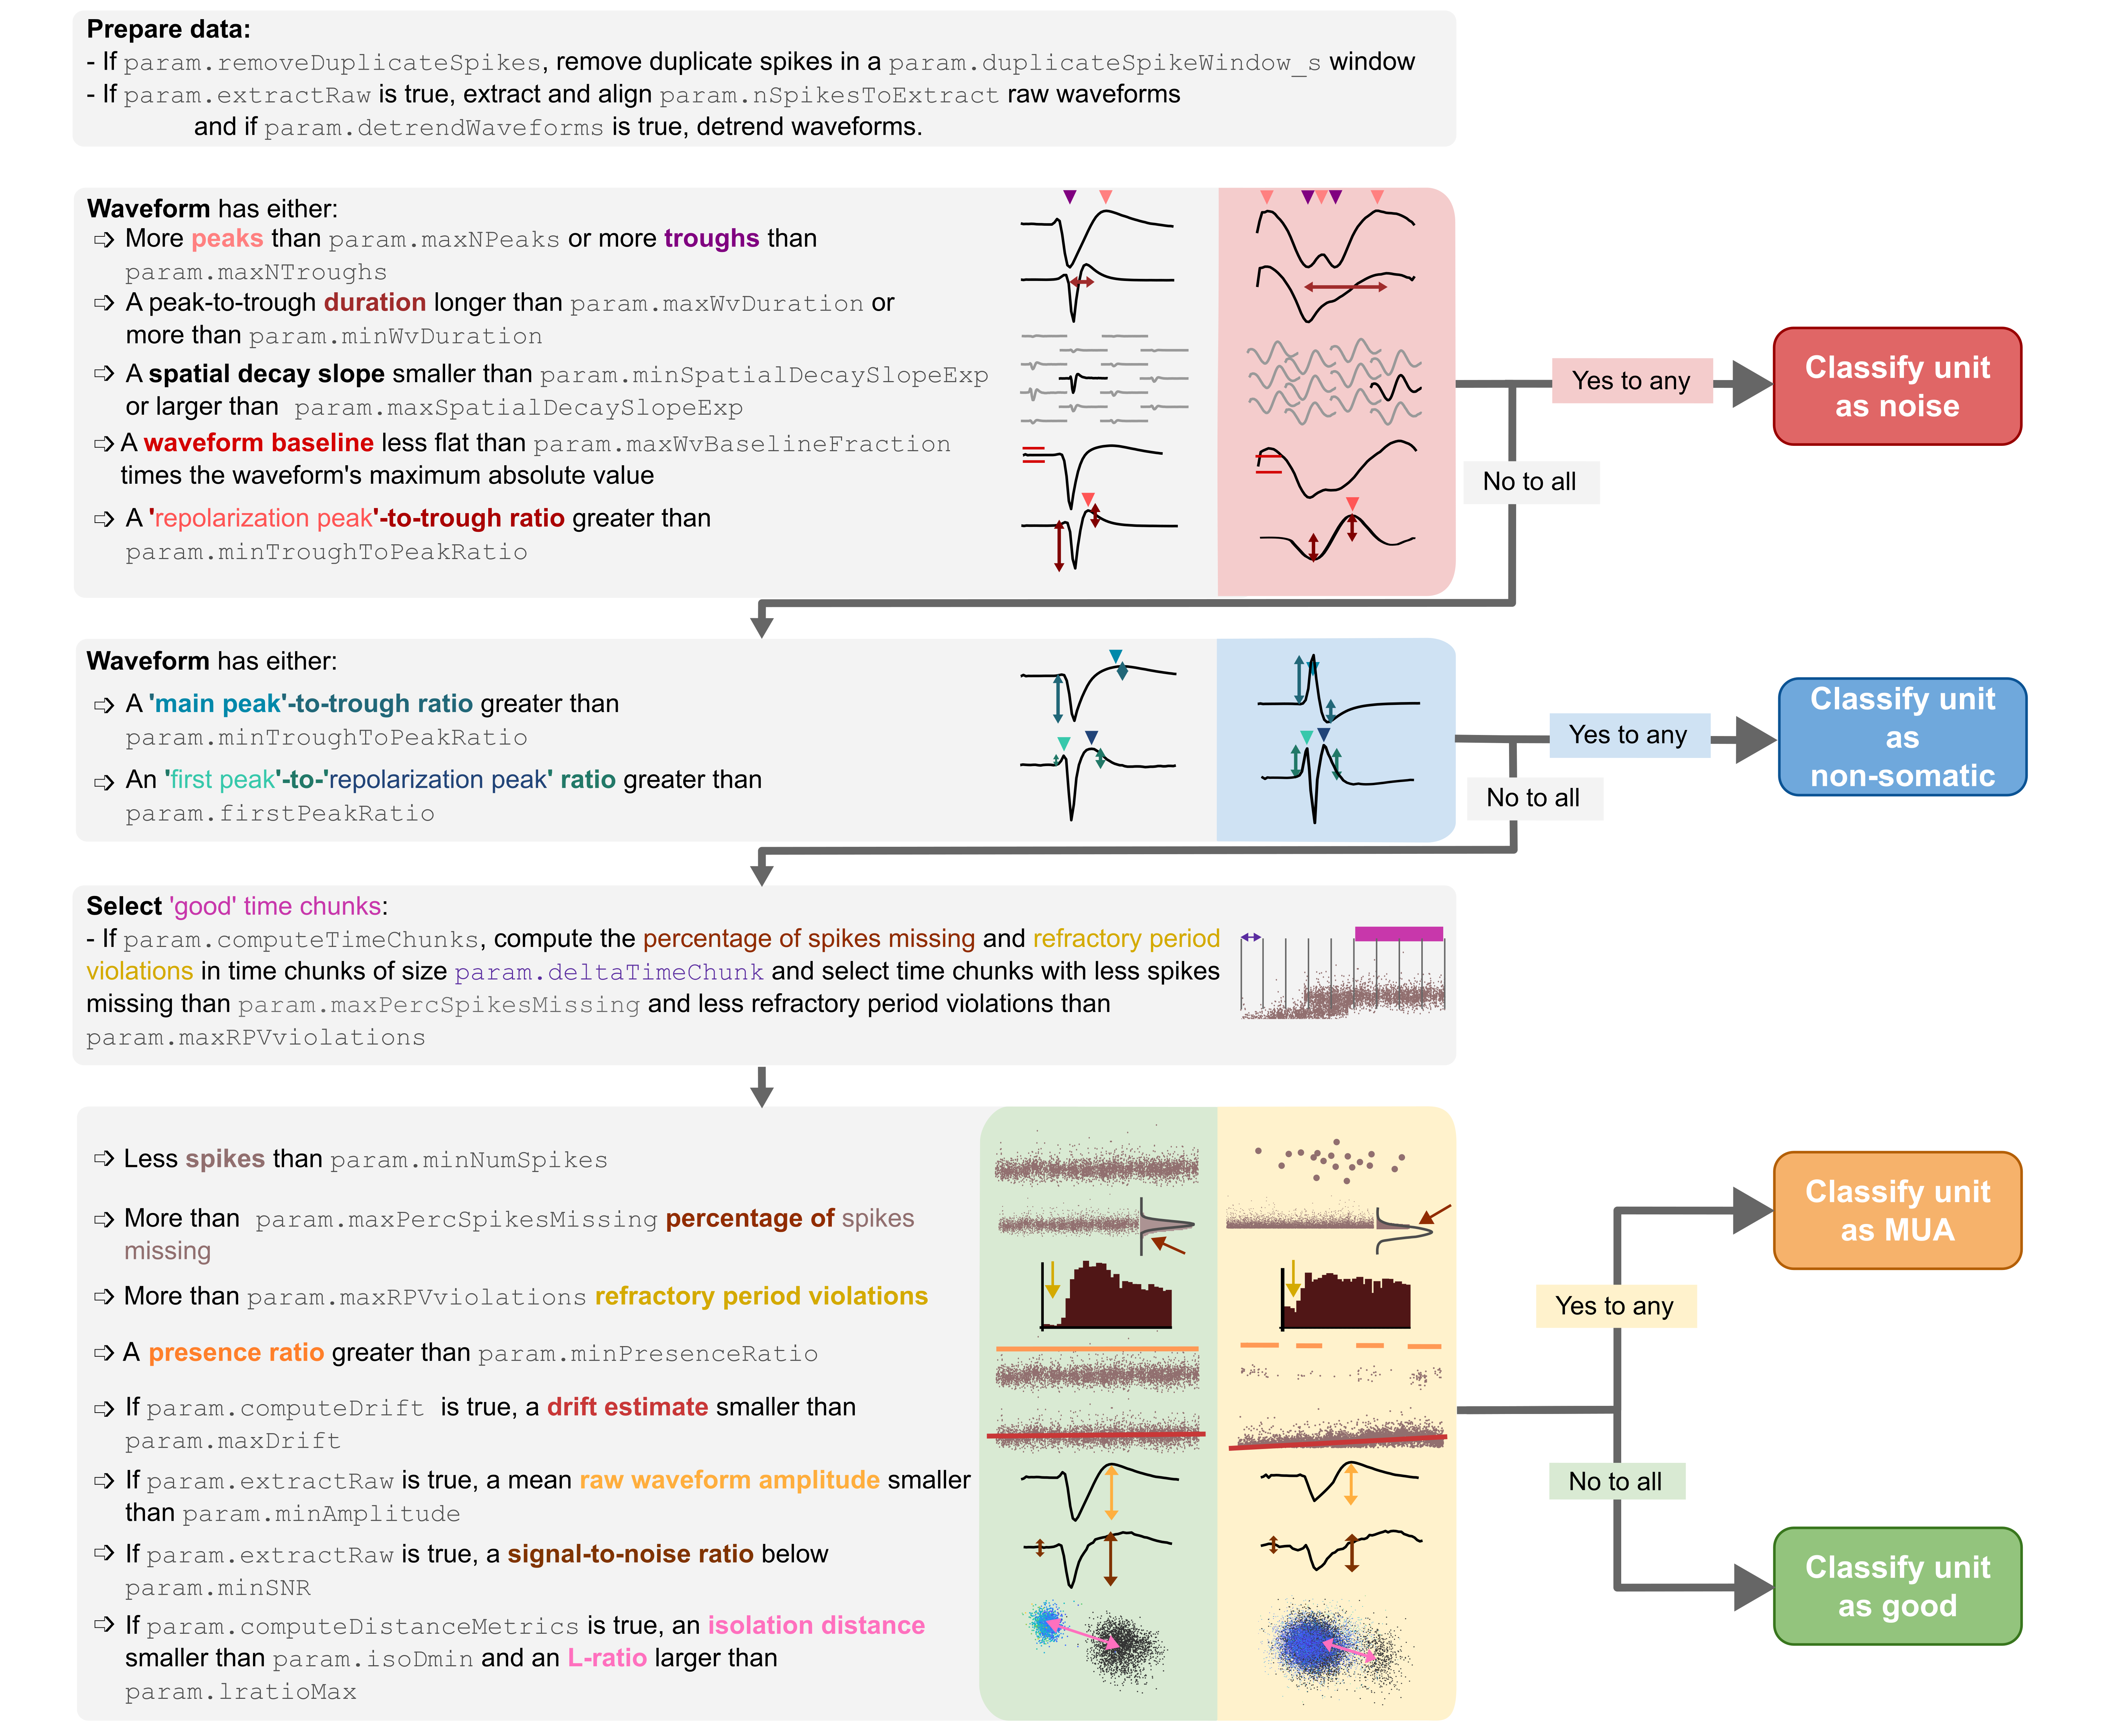 Prepare data:
- If param.removeDuplicateSpikes, remove duplicate spikes in a param.duplicateSpikeWindow_s window
- If param.extractRaw is true, extract and align param.nSpikesToExtract raw waveforms
and if param.detrendWaveforms is true, detrend waveforms.
Waveform has either:
⇨ More peaks than param.maxNPeaks or more troughs than
param.maxNTroughs
⇨ A peak-to-trough duration longer than param.maxWvDuration or
more than param.minWvDuration
⇨ A spatial decay slope smaller than param.minSpatialDecaySlopeExp
or larger than param.maxSpatialDecaySlopeExp
⇨ A waveform baseline less flat than param.maxWvBaselineFraction
times the waveform's maximum absolute value
⇨ A 'repolarization peak'-to-trough ratio greater than
param.minTroughToPeakRatio
Yes to any
Classify unit
as noise
No to all
Waveform has either:
⇨ A 'main peak'-to-trough ratio greater than
param.minTroughToPeakRatio
⇨ An 'first peak'-to-'repolarization peak' ratio greater than
param.firstPeakRatio
Yes to any
Classify unit
as
non-somatic
No to all
Select 'good' time chunks:
- If param.computeTimeChunks, compute the percentage of spikes missing and refractory period
violations in time chunks of size param.deltaTimeChunk and select time chunks with less spikes
missing than param.maxPercSpikesMissing and less refractory period violations than
param.maxRPVviolations
⇨ Less spikes than param.minNumSpikes
⇨ More than param.maxPercSpikesMissing percentage of spikes
missing
⇨ More than param.maxRPVviolations refractory period violations
⇨ A presence ratio greater than param.minPresenceRatio
⇨ If param.computeDrift is true, a drift estimate smaller than
param.maxDrift
⇨ If param.extractRaw is true, a mean raw waveform amplitude smaller
than param.minAmplitude
⇨ If param.extractRaw is true, a signal-to-noise ratio below
param.minSNR
⇨ If param.computeDistanceMetrics is true, an isolation distance
smaller than param.isoDmin and an L-ratio larger than
param.lratioMax
Classify unit
as MUA
Yes to any
No to all
Classify unit
as good